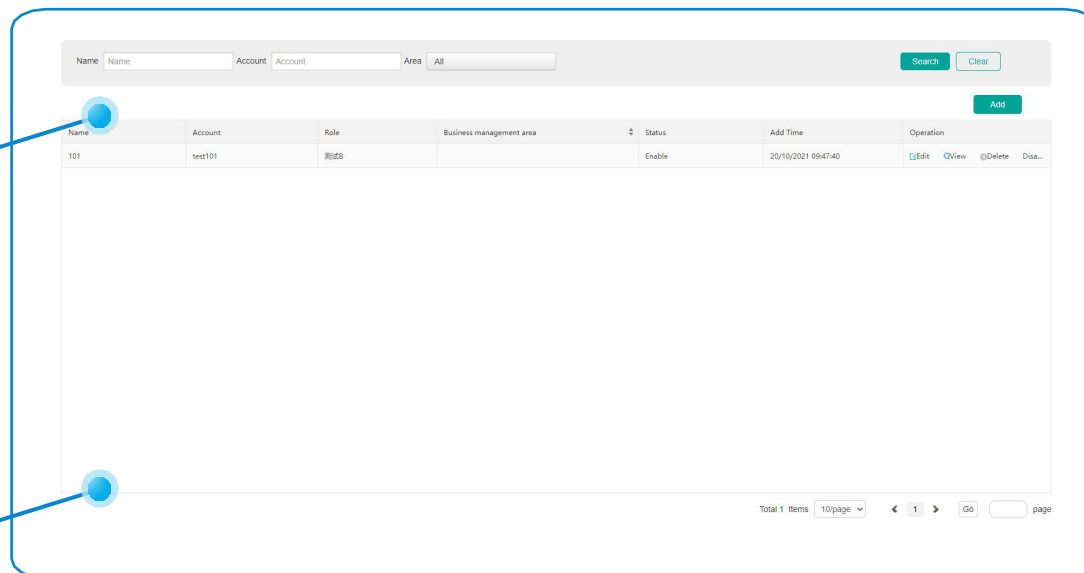 Name Name Account Account Area All Search Clear
Add
Name Account Role Business management area Status Add Time Operation
101 test101 测试8 Enable 20/10/2021 09:47:40 Edit View Delete Disa...
Total 1 Items 10/page 1 Go page